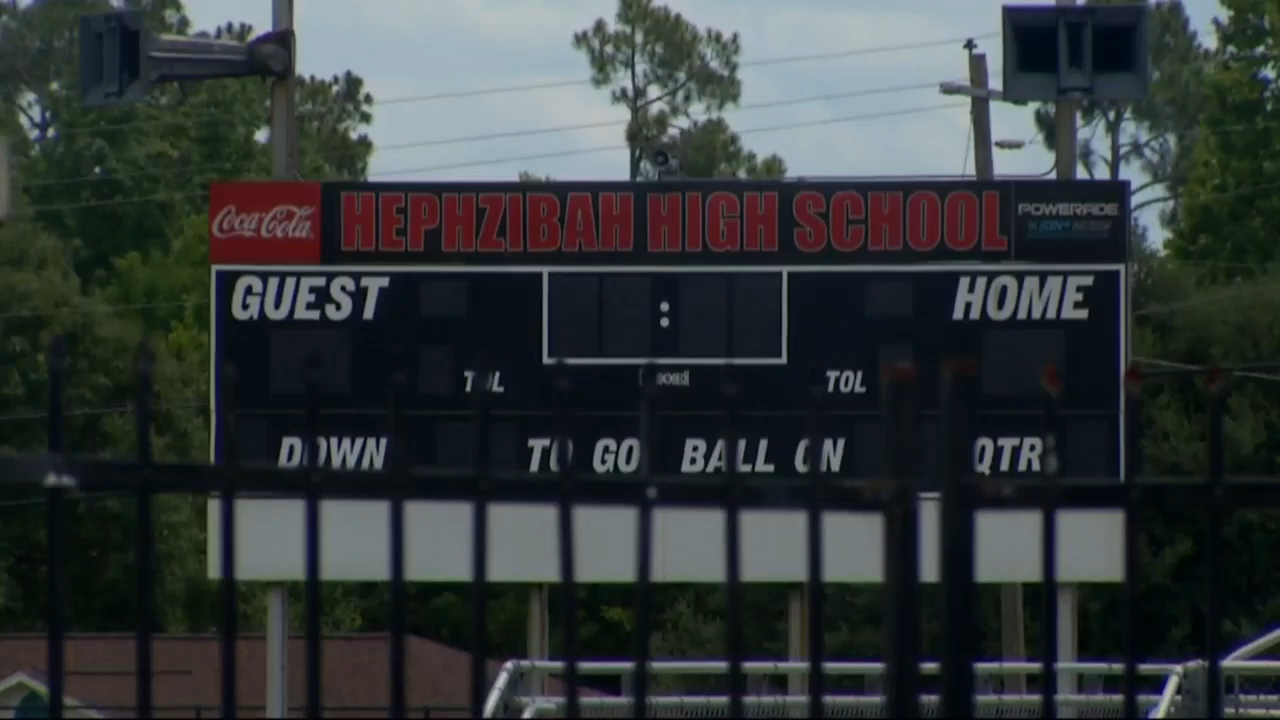 Coca-Cola HEPHZIBAH HIGH SCHOOL POWERADE
GUEST : HOME
TOL TOL
DOWN TO GO BALL ON QTR